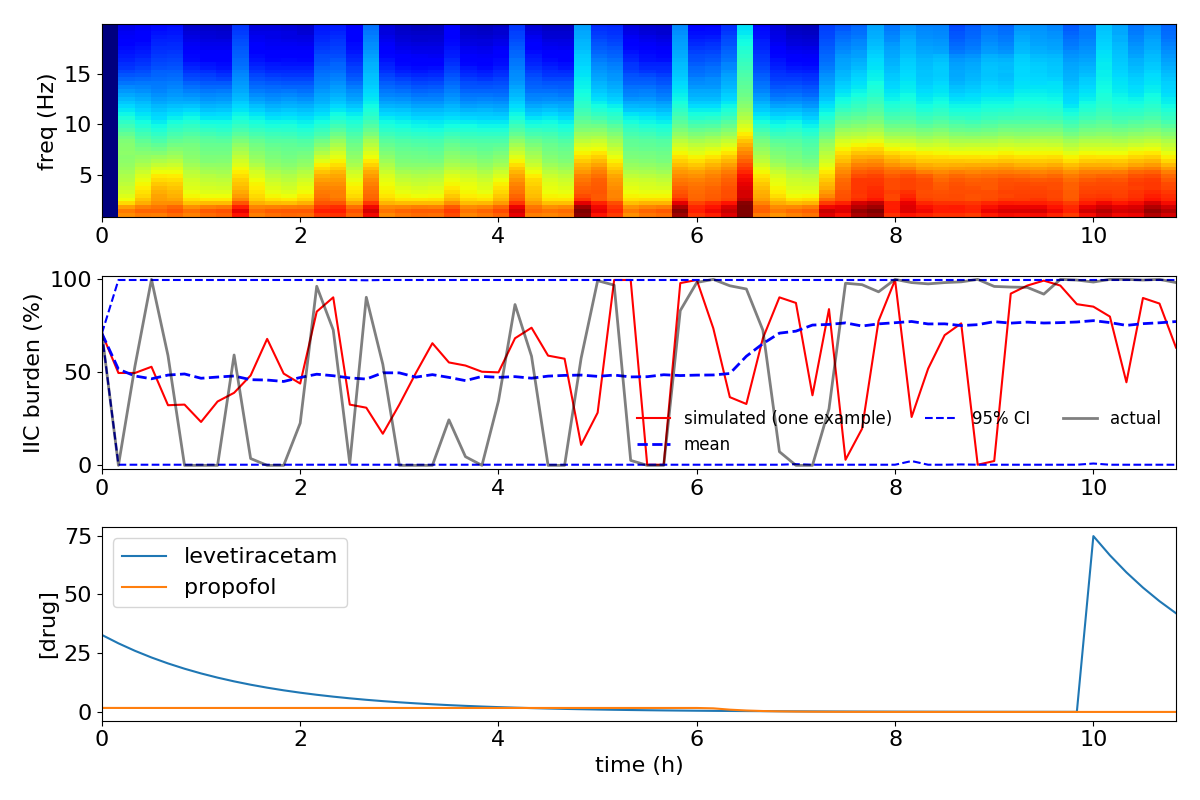 freq (Hz)
15
10
5
0 2 4 6 8 10
IIC burden (%)
100
50
0
simulated (one example) 95% CI actual
mean
0 2 4 6 8 10
[drug]
75
50
25
0
levetiracetam
propofol
0 2 4 6 8 10
time (h)